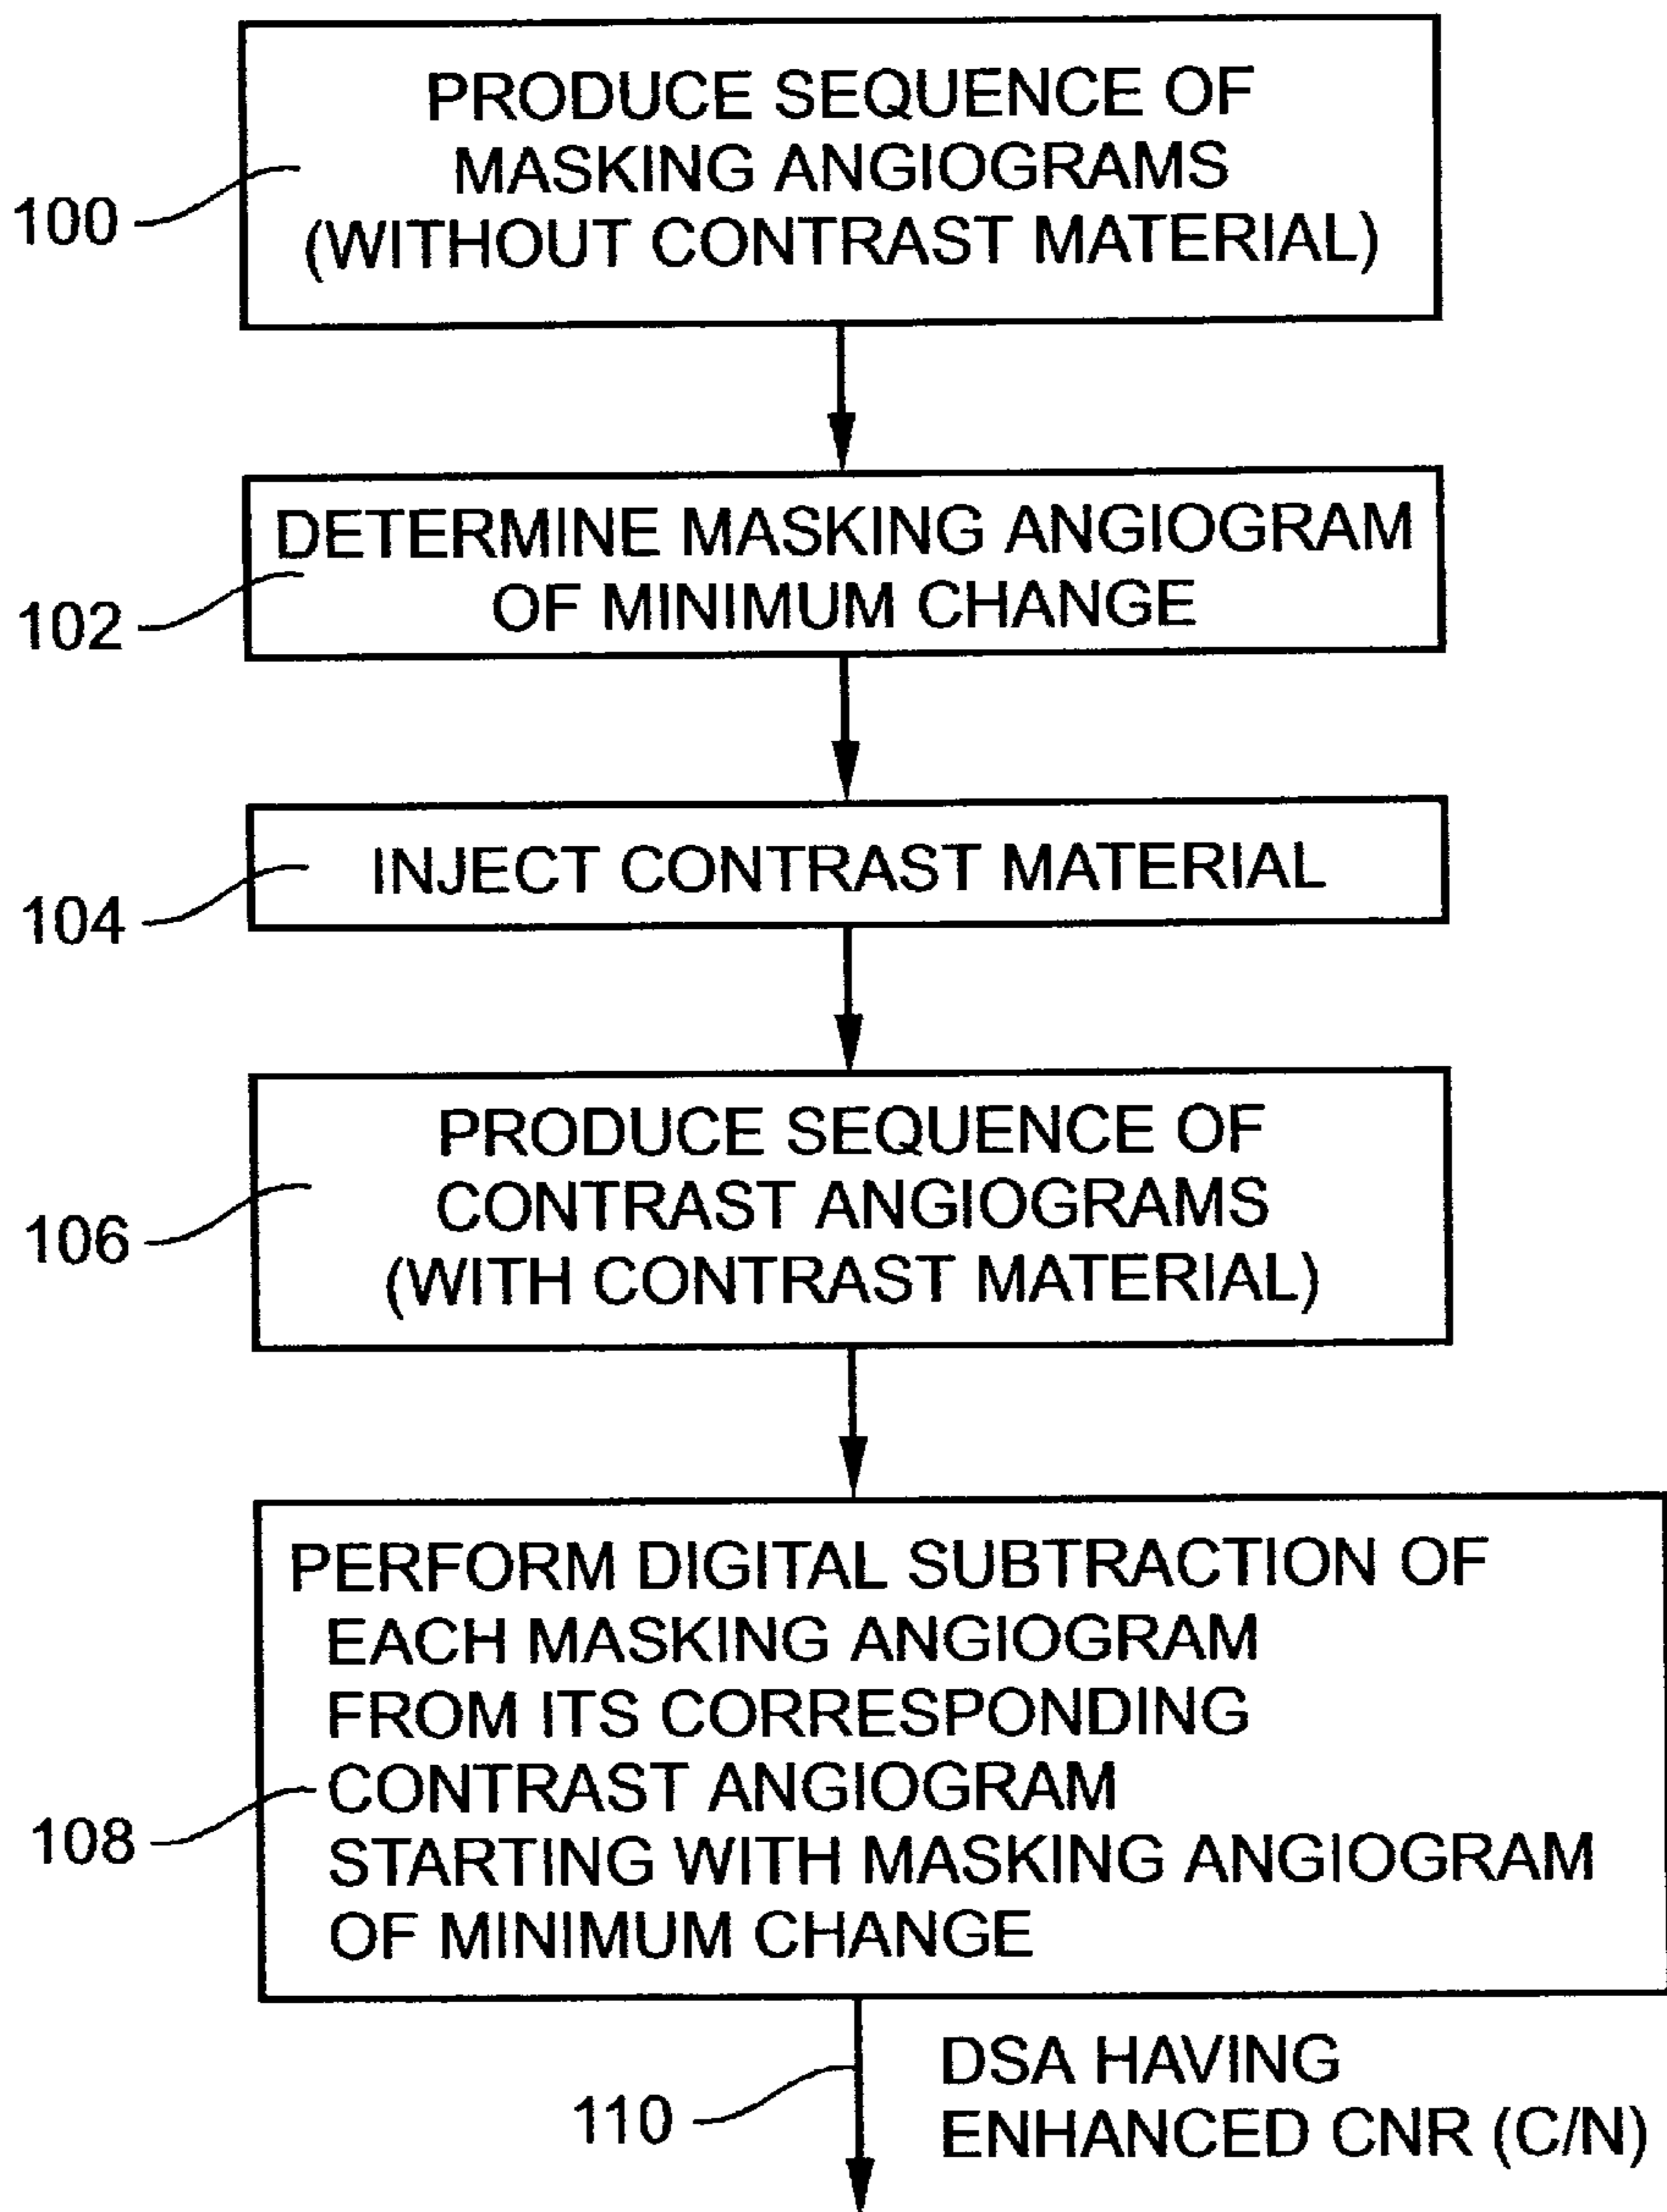 PRODUCE SEQUENCE OF
MASKING ANGIOGRAMS
(WITHOUT CONTRAST MATERIAL)
100
DETERMINE MASKING ANGIOGRAM
OF MINIMUM CHANGE
102
INJECT CONTRAST MATERIAL
104
PRODUCE SEQUENCE OF
CONTRAST ANGIOGRAMS
(WITH CONTRAST MATERIAL)
106
PERFORM DIGITAL SUBTRACTION OF
EACH MASKING ANGIOGRAM
FROM ITS CORRESPONDING
CONTRAST ANGIOGRAM
STARTING WITH MASKING ANGIOGRAM
OF MINIMUM CHANGE
108
DSA HAVING
ENHANCED CNR (C/N)
110